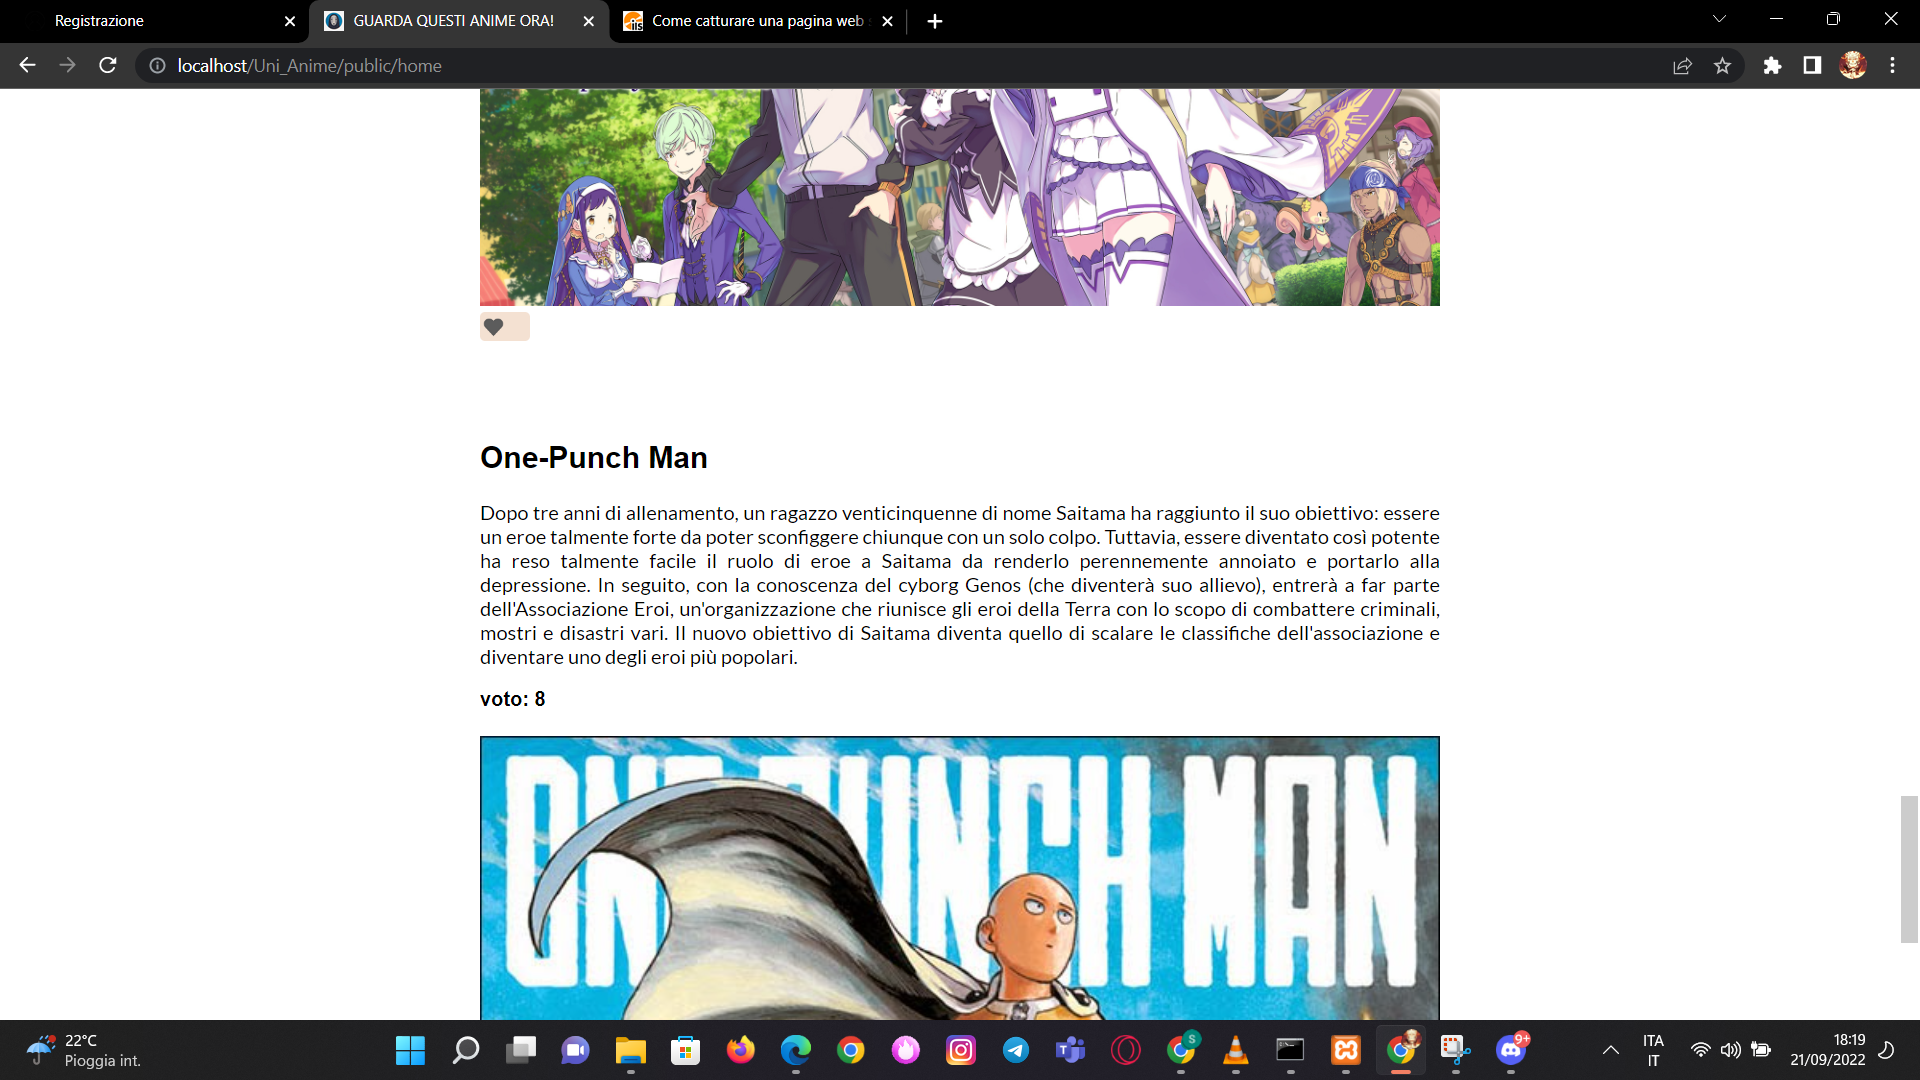 Registrazione
GUARDA QUESTI ANIME ORA!
Come catturare una pagina web
localhost/Uni_Anime/public/home
One-Punch Man
Dopo tre anni di allenamento, un ragazzo venticinquenne di nome Saitama ha raggiunto il suo obiettivo: essere
un eroe talmente forte da poter sconfiggere chiunque con un solo colpo. Tuttavia, essere diventato così potente
ha reso talmente facile il ruolo di eroe a Saitama da renderlo perennemente annoiato e portarlo alla
depressione. In seguito, con la conoscenza del cyborg Genos (che diventerà suo allievo), entrerà a far parte
dell'Associazione Eroi, un'organizzazione che riunisce gli eroi della Terra con lo scopo di combattere criminali,
mostri e disastri vari. Il nuovo obiettivo di Saitama diventa quello di scalare le classifiche dell'associazione e
diventare uno degli eroi più popolari.
voto: 8
ONE PUNCH MAN
22°C
Pioggia int.
S
9+
ITA
IT
18:19
21/09/2022